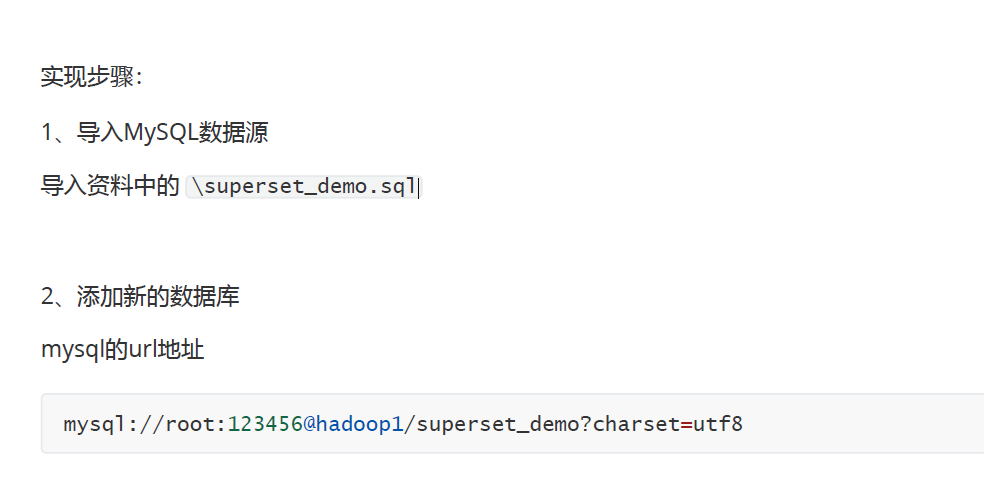 实现步骤：
1、导入MySQL数据源
导入资料中的 \superset_demo.sql
2、添加新的数据库
mysql的url地址
mysql://root:123456@hadoop1/superset_demo?charset=utf8